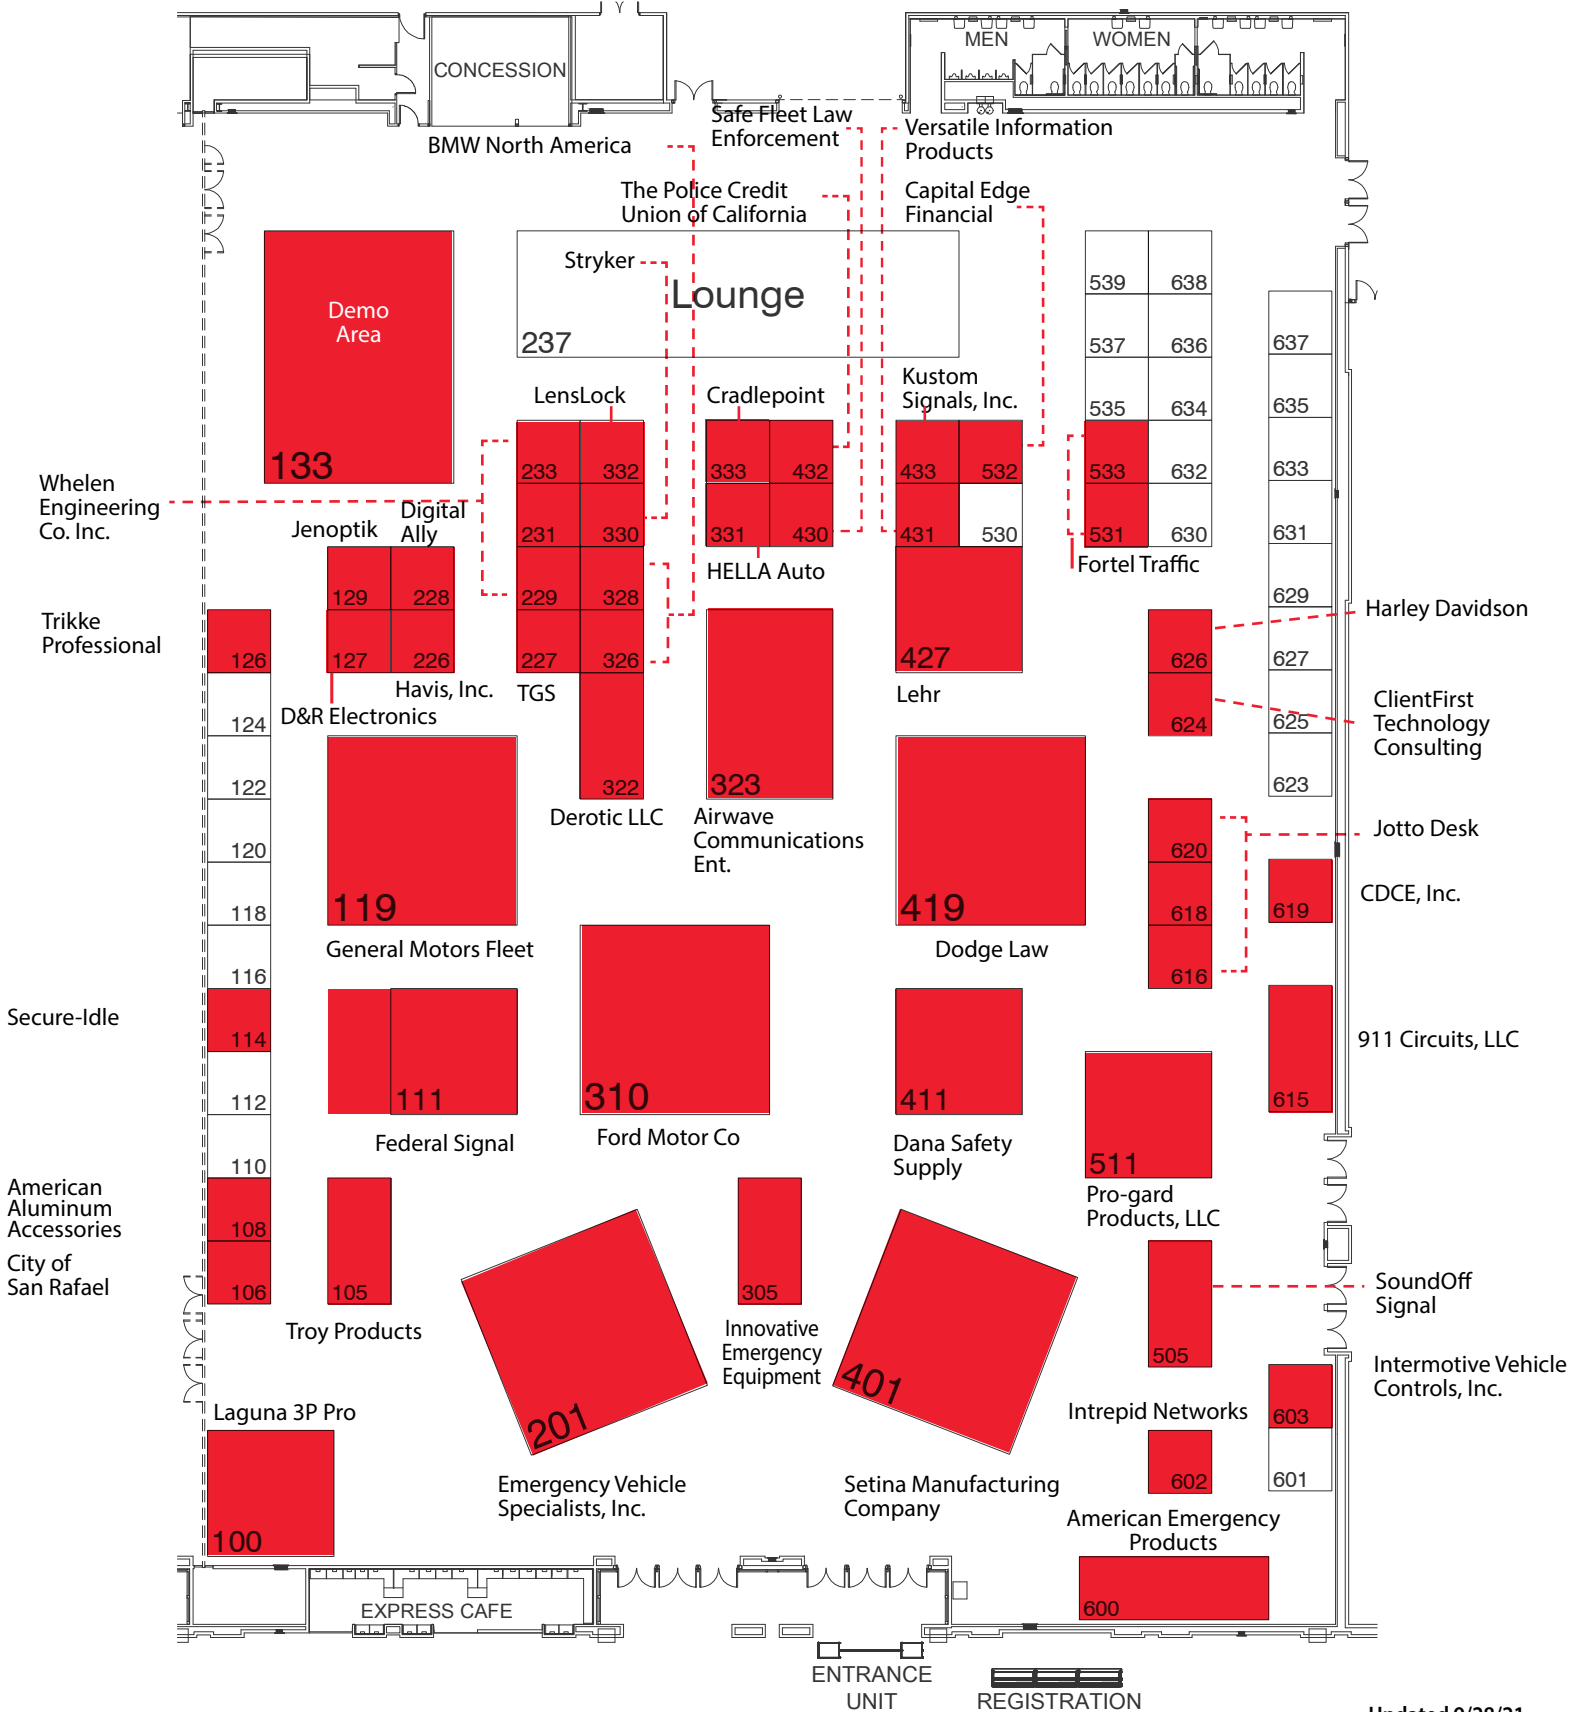 MEN
WOMEN
CONCESSION
Safe Fleet Law
Enforcement
Versatile Information
Products
BMW North America
The Police Credit
Union of California
Capital Edge
Financial
Stryker
Lounge
237
539
638
537
636
637
535
634
635
Demo
Area
133
LensLock
Cradlepoint
Kustom
Signals, Inc.
233
332
333
432
433
532
533
632
633
Whelen
Engineering
Co. Inc.
Digital
Ally
Jenoptik
231
330
331
430
431
530
531
630
631
HELLA Auto
Fortel Traffic
129
228
229
328
629
Harley Davidson
Trikke
Professional
126
127
226
227
326
427
626
627
Havis, Inc.
TGS
Lehr
D&R Electronics
124
624
625
ClientFirst
Technology
Consulting
122
322
323
623
Derotic LLC
Airwave
Communications
Ent.
Jotto Desk
120
620
118
119
419
618
619
CDCE, Inc.
General Motors Fleet
Dodge Law
116
616
Secure-Idle
114
911 Circuits, LLC
112
111
310
411
615
Federal Signal
Ford Motor Co
Dana Safety
Supply
110
511
Pro-gard
Products, LLC
American
Aluminum
Accessories
108
City of
San Rafael
106
105
305
SoundOff
Signal
Troy Products
Innovative
Emergency
Equipment
505
Intermotive Vehicle
Controls, Inc.
401
201
Laguna 3P Pro
Intrepid Networks
603
602
601
Emergency Vehicle
Specialists, Inc.
Setina Manufacturing
Company
American Emergency
Products
100
600
EXPRESS CAFE
ENTRANCE
UNIT
REGISTRATION
Updated 9/28/21